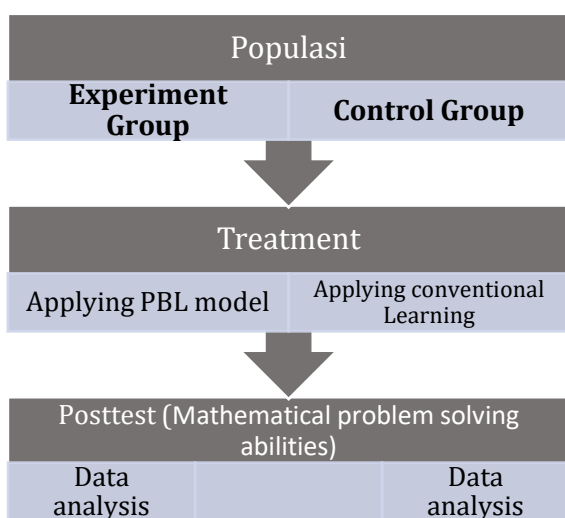 Populasi
Experiment
Group
Control Group
Treatment
Applying PBL model
Applying conventional
Learning
Posttest (Mathematical problem solving
abilities)
Data
analysis
Data
analysis